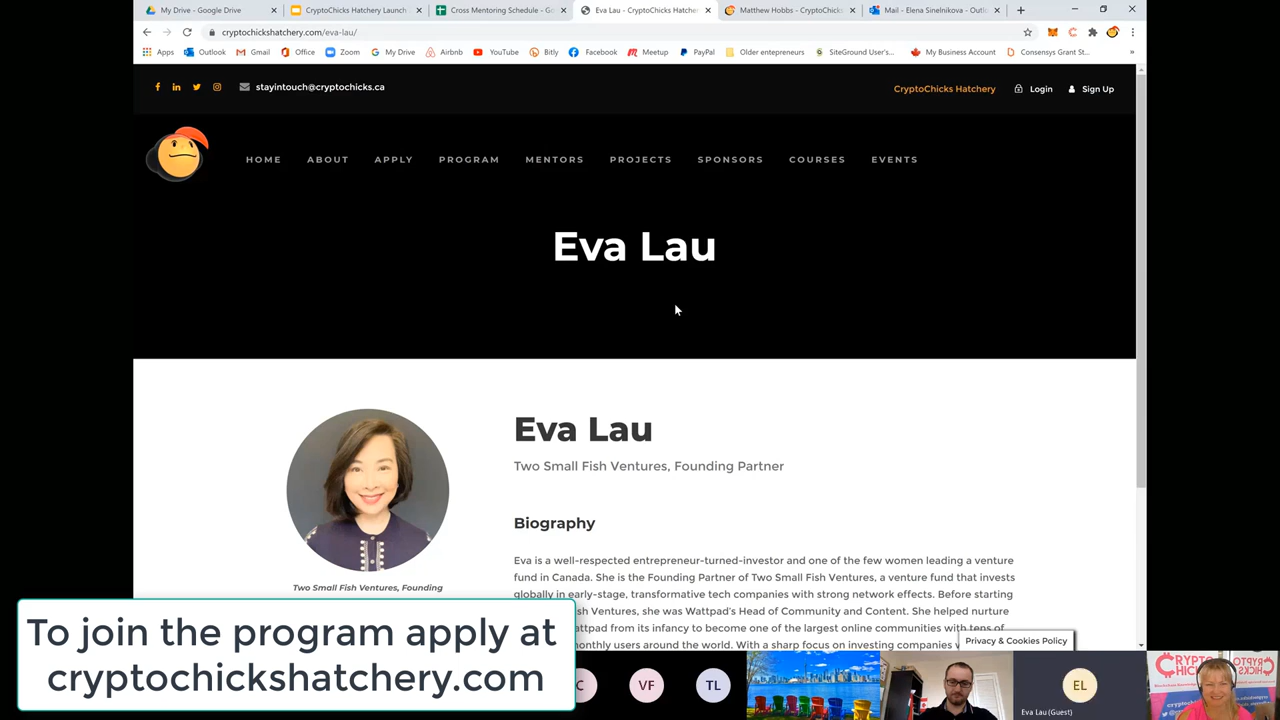 My Drive - Google Drive
CryptoChicks Hatchery Launch
Cross Mentoring Schedule - Go
Eva Lau - CryptoChicks Hatcher
Matthew Hobbs - CryptoChicks
Mail - Elena Sinelnikova - Outlo
cryptochickshatchery.com/eva-lau/
Apps Outlook Gmail Office Zoom My Drive Airbnb YouTube Bitly Facebook Meetup PayPal Older entepreneurs SiteGround User's... My Business Account Consensys Grant St...
stayintouch@cryptochicks.ca
CryptoChicks Hatchery Login Sign Up
HOME ABOUT APPLY PROGRAM MENTORS PROJECTS SPONSORS COURSES EVENTS
Eva Lau
Eva Lau
Two Small Fish Ventures, Founding Partner
Biography
Eva is a well-respected entrepreneur-turned-investor and one of the few women leading a venture
fund in Canada. She is the Founding Partner of Two Small Fish Ventures, a venture fund that invests
globally in early-stage, transformative tech companies with strong network effects. Before starting
Ventures, she was Wattpad's Head of Community and Content. She helped nurture
from its infancy to become one of the largest online communities with tens of
monthly users around the world. With a sharp focus on investing companies
Two Small Fish Ventures, Founding
Privacy & Cookies Policy
To join the program apply at
cryptochickshatchery.com
C
VF
TL
EL
Eva Lau (Guest)
CRYPTO
CHICKS